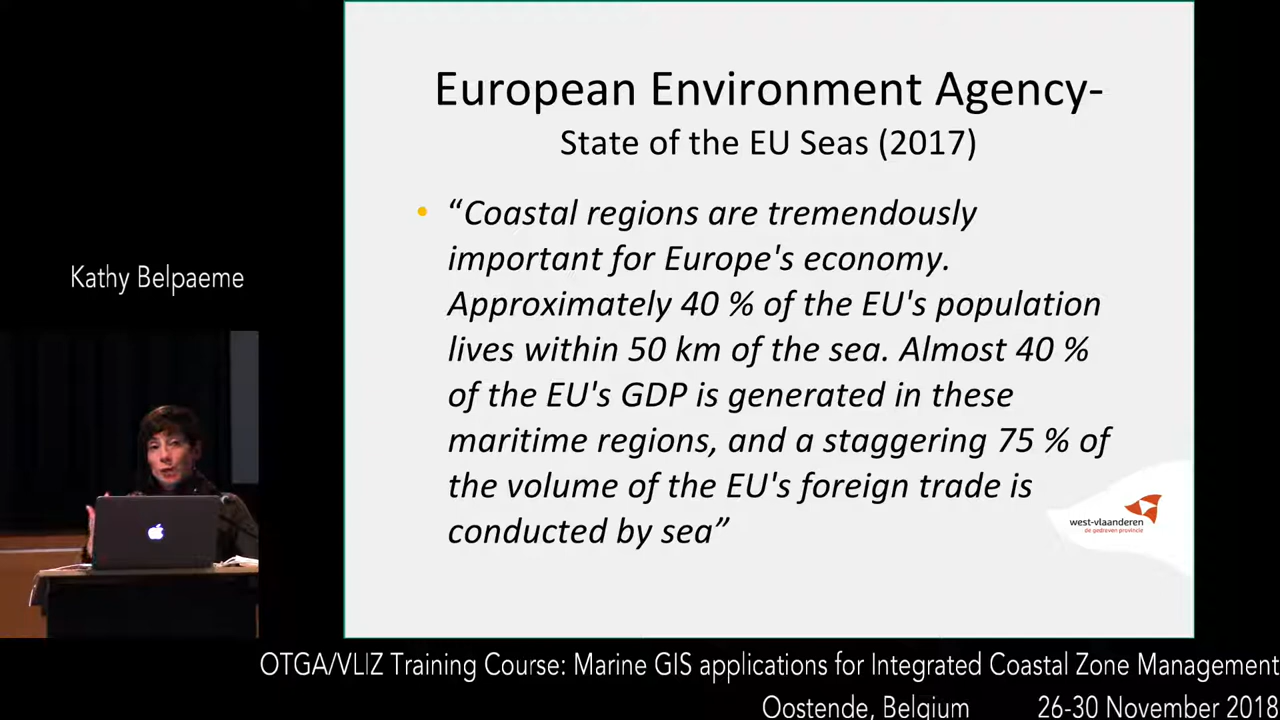 European Environment Agency-
State of the EU Seas (2017)
• “Coastal regions are tremendously
important for Europe's economy.
Approximately 40 % of the EU's population
lives within 50 km of the sea. Almost 40 %
of the EU's GDP is generated in these
maritime regions, and a staggering 75 % of
the volume of the EU's foreign trade is
conducted by sea”
Kathy Belpaeme
west-vlaanderen
de gedreven provincie
OTGA/VLIZ Training Course: Marine GIS applications for Integrated Coastal Zone Management
Oostende, Belgium 26-30 November 2018